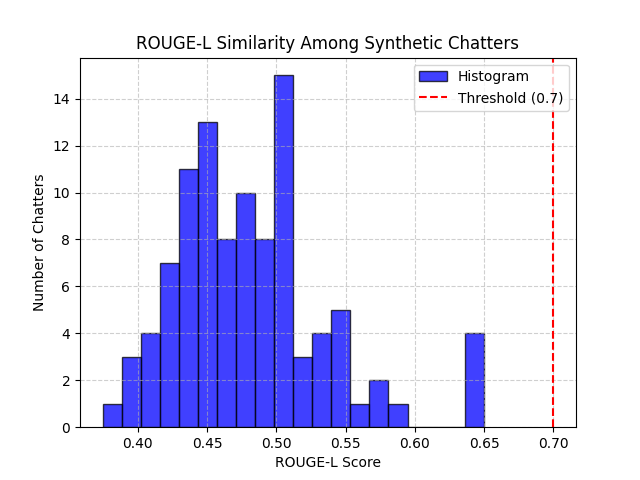 ROUGE-L Similarity Among Synthetic Chatters
Histogram
Threshold (0.7)
Number of Chatters
14
12
10
8
6
4
2
0
0.40 0.45 0.50 0.55 0.60 0.65 0.70
ROUGE-L Score